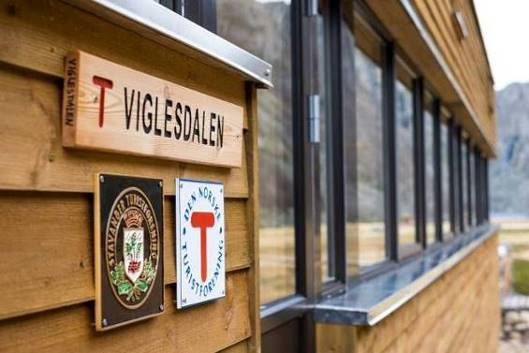 VIGLESDALEN
T VIGLESDALEN
STAVANGER TURISTFORENING
DEN NORSKE
T
TURISTFORENING